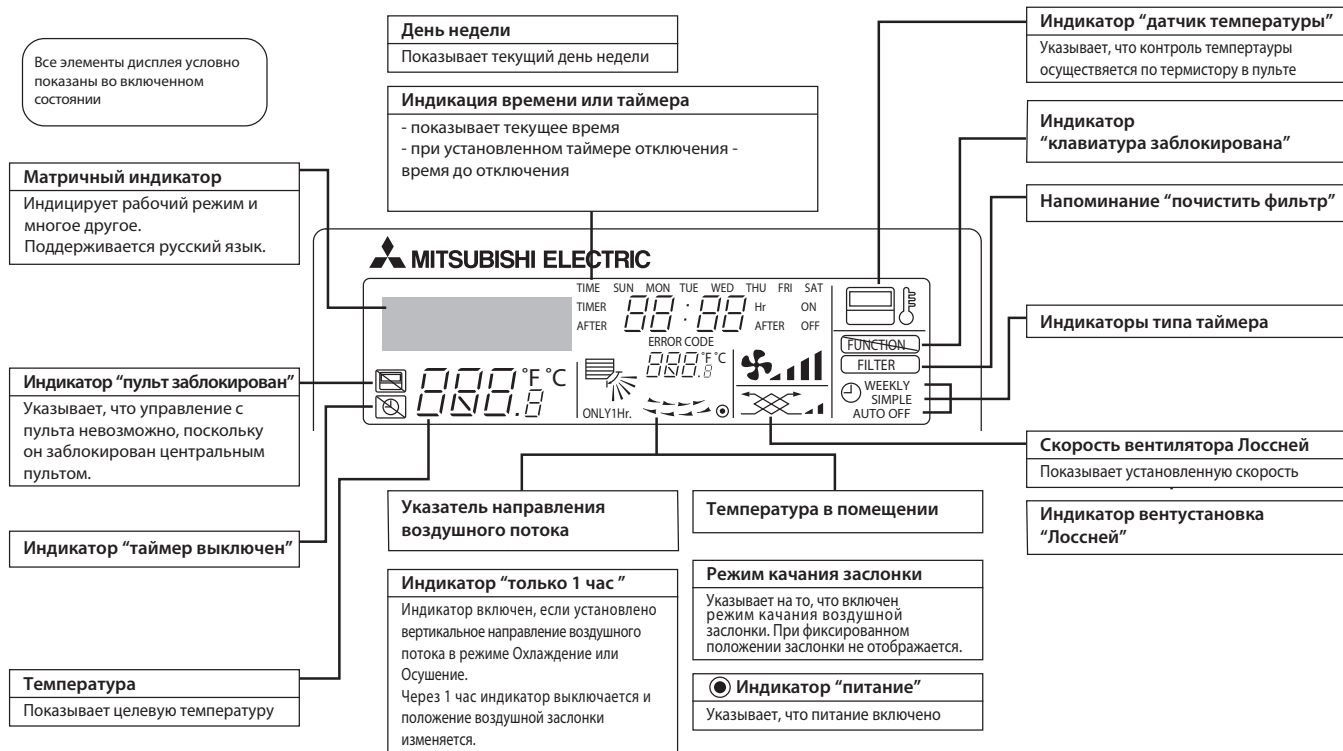 Все элементы дисплея условно
показаны во включенном
состоянии
День недели
Показывает текущий день недели
Индикация времени или таймера
- показывает текущее время
- при установленном таймере отключения -
время до отключения
Индикатор “датчик температуры”
Указывает, что контроль темпертауры
осуществяется по термистору в пульте
Индикатор
“клавиатура заблокирована”
Напоминание “почистить фильтр”
Матричный индикатор
Индицирует рабочий режим и
многое другое.
Поддерживается русский язык.
MITSUBISHI ELECTRIC
TIME SUN MON TUE WED THU FRI SAT
TIMER 88:88 Hr ON
AFTER AFTER OFF
ERROR CODE
FUNCTION
FILTER
WEEKLY
SIMPLE
AUTO OFF
888.8 °F °C
888.8 °F °C
ONLY1Hr.
Индикаторы типа таймера
Индикатор “пульт заблокирован”
Указывает, что управление с
пульта невозможно, поскольку
он заблокирован центральным
пультом.
Индикатор “таймер выключен”
Температура
Показывает целевую температуру
Указатель направления
воздушного потока
Индикатор “только 1 час ”
Индикатор включен, если установлено
вертикальное направление воздушного
потока в режиме Охлаждение или
Осушение.
Через 1 час индикатор выключается и
положение воздушной заслонки
изменяется.
Температура в помещении
Режим качания заслонки
Указывает на то, что включен
режим качания воздушной
заслонки. При фиксированном
положении заслонки не отображается.
Индикатор “питание”
Указывает, что питание включено
Скорость вентилятора Лоссней
Показывает установленную скорость
Индикатор вентустановка
“Лоссней”